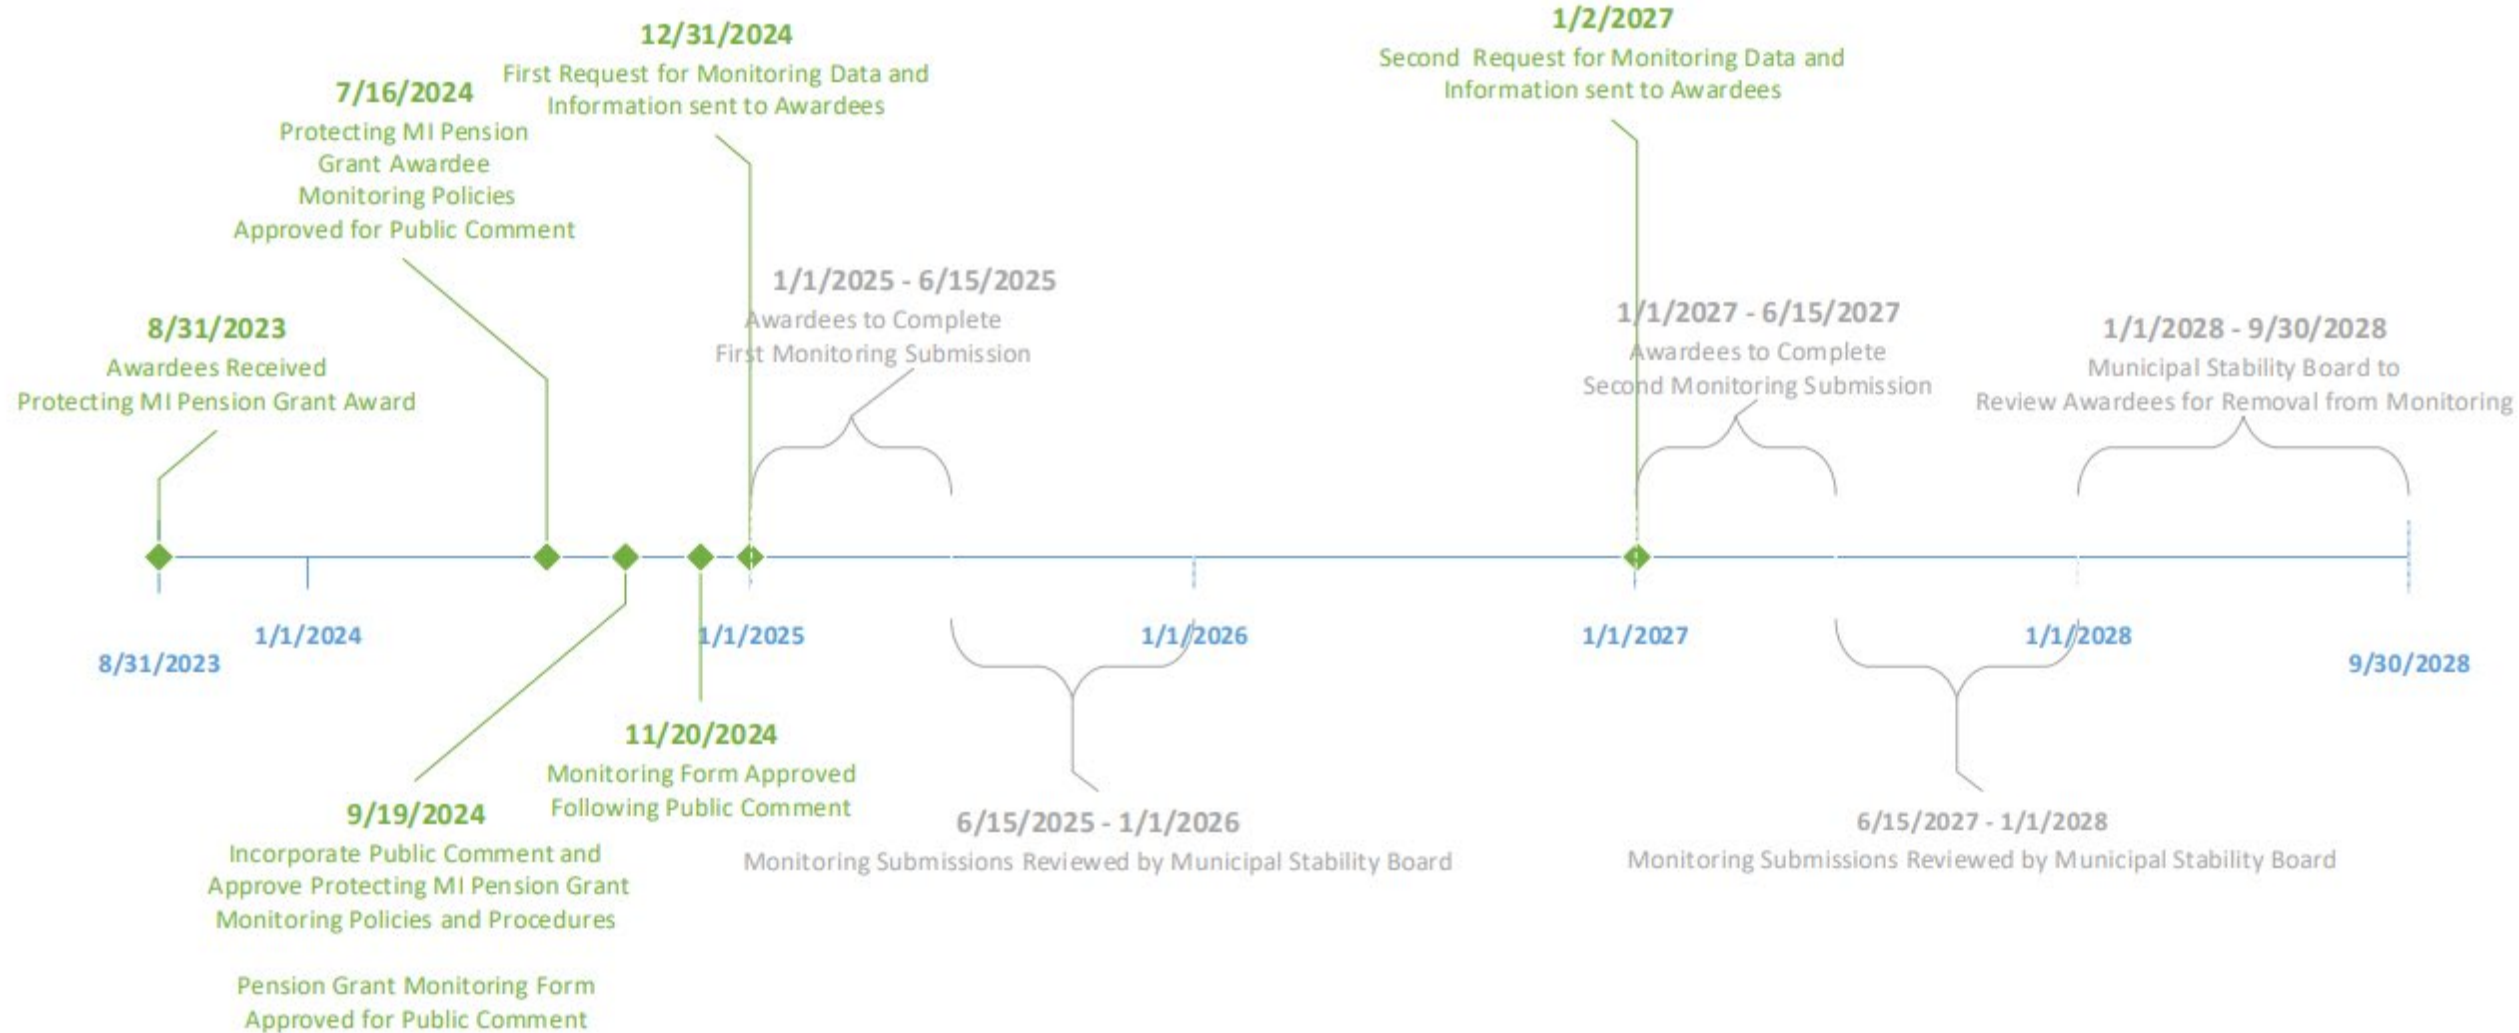 12/31/2024
First Request for Monitoring Data and
Information sent to Awardees
1/2/2027
Second Request for Monitoring Data and
Information sent to Awardees
7/16/2024
Protecting MI Pension
Grant Awardee
Monitoring Policies
Approved for Public Comment
8/31/2023
Awardees Received
Protecting MI Pension Grant Award
1/1/2025 - 6/15/2025
Awardees to Complete
First Monitoring Submission
1/1/2027 - 6/15/2027
Awardees to Complete
Second Monitoring Submission
1/1/2028 - 9/30/2028
Municipal Stability Board to
Review Awardees for Removal from Monitoring
8/31/2023
1/1/2024
1/1/2025
1/1/2026
1/1/2027
1/1/2028
9/30/2028
9/19/2024
Incorporate Public Comment and
Approve Protecting MI Pension Grant
Monitoring Policies and Procedures
Pension Grant Monitoring Form
Approved for Public Comment
11/20/2024
Monitoring Form Approved
Following Public Comment
6/15/2025 - 1/1/2026
Monitoring Submissions Reviewed by Municipal Stability Board
6/15/2027 - 1/1/2028
Monitoring Submissions Reviewed by Municipal Stability Board